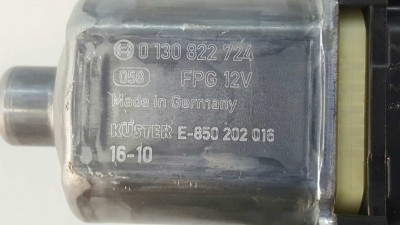 0 130 822 724
058 FPG 12V
Made in Germany
KÜSTER E-850 202 016
16-10